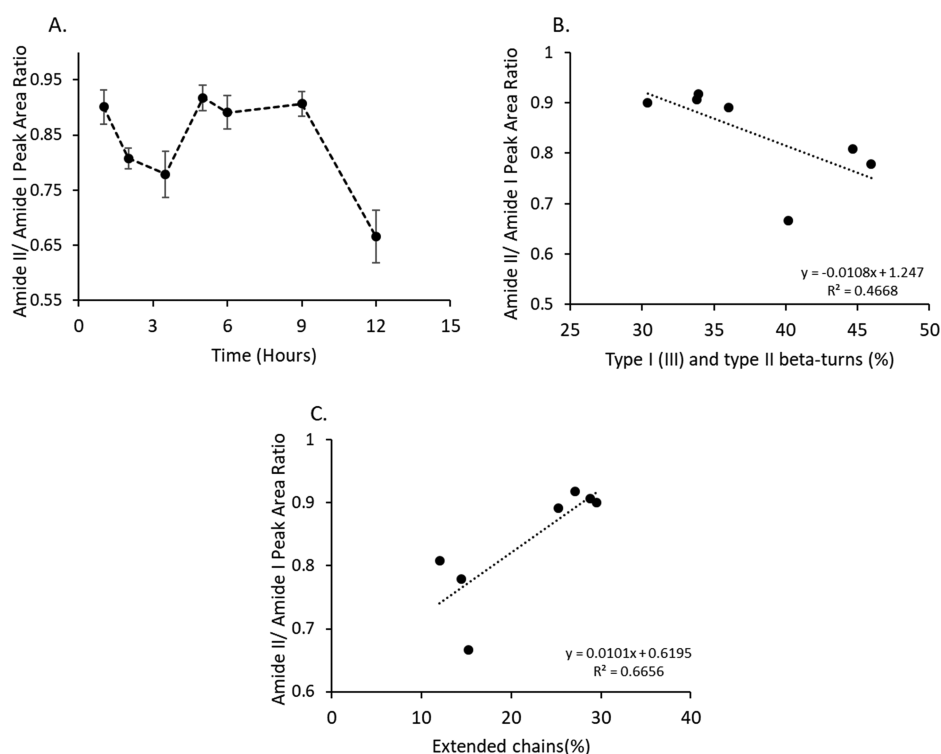 A.
Amide II/ Amide I Peak Area Ratio
0.95
0.85
0.75
0.65
0.55
0
3
6
9
12
15
Time (Hours)
B.
Amide II/ Amide I Peak Area Ratio
1
0.9
0.8
0.7
0.6
0.5
y = -0.0108x + 1.247
R² = 0.4668
25
30
35
40
45
50
Type I (III) and type II beta-turns (%)
C.
Amide II/ Amide I Peak Area Ratio
1
0.9
0.8
0.7
0.6
y = 0.0101x + 0.6195
R² = 0.6656
0
10
20
30
40
Extended chains(%)